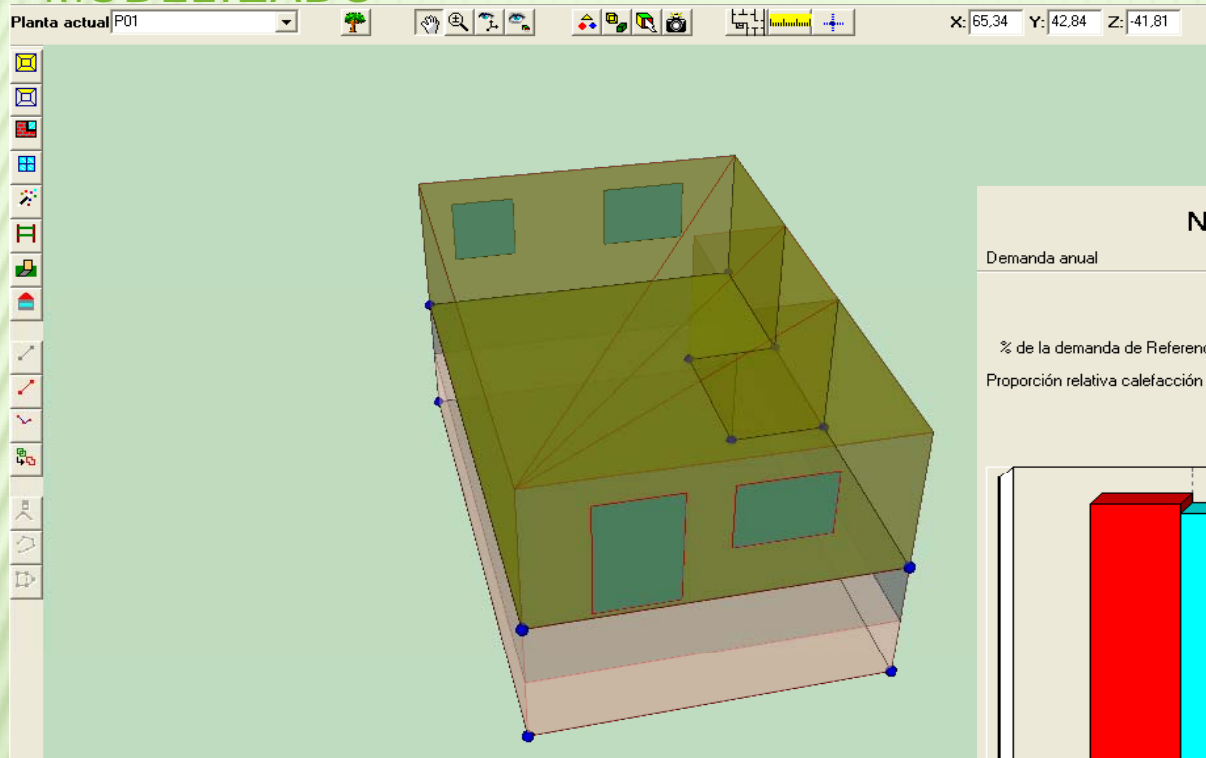 Planta actual P01 X: 65,34 Y: 42,84 Z: -41,81
N
Demanda anual
% de la demanda de Referenc
Proporción relativa calefacción